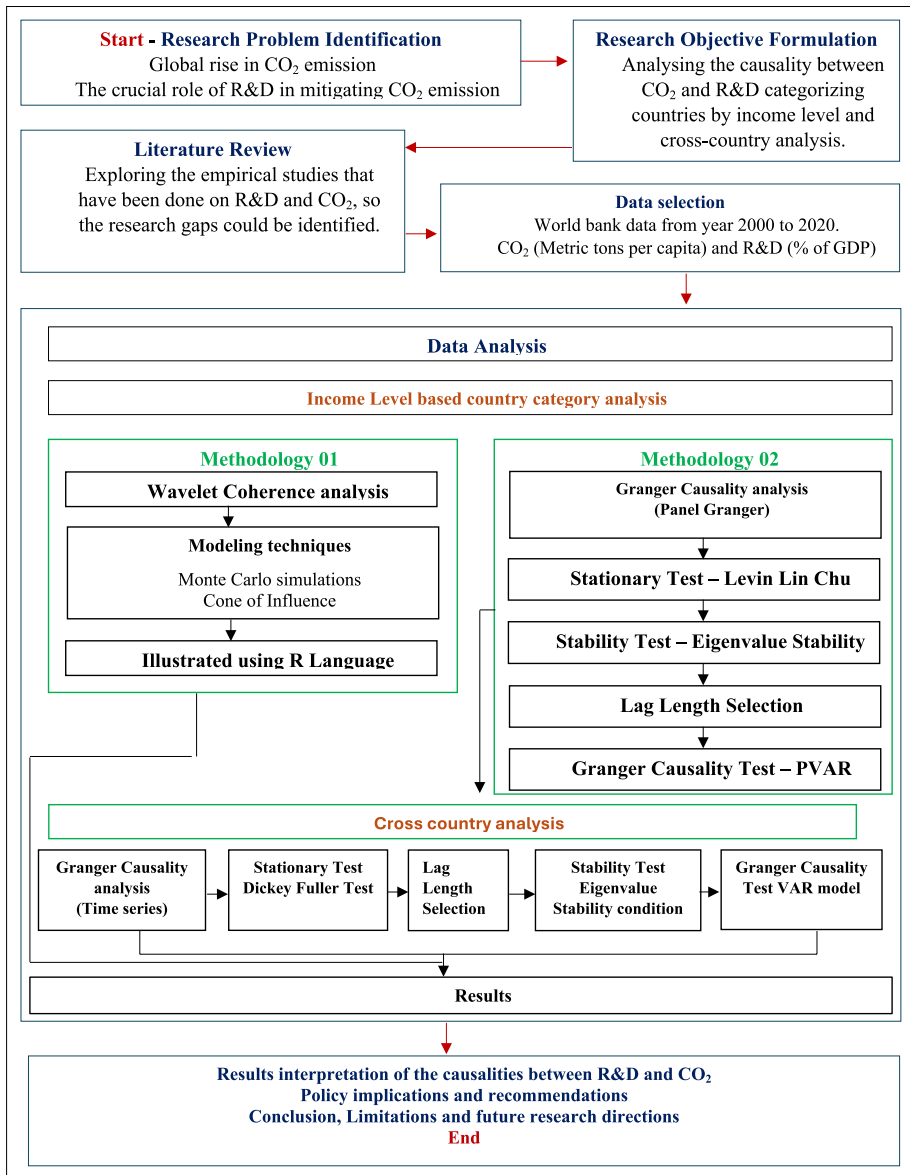 Start - Research Problem Identification
Global rise in CO₂ emission
The crucial role of R&D in mitigating CO₂ emission
Research Objective Formulation
Analysing the causality between
CO₂ and R&D categorizing
countries by income level and
cross-country analysis.
Literature Review
Exploring the empirical studies that
have been done on R&D and CO₂, so
the research gaps could be identified.
Data selection
World bank data from year 2000 to 2020.
CO₂ (Metric tons per capita) and R&D (% of GDP)
Data Analysis
Income Level based country category analysis
Methodology 01
Wavelet Coherence analysis
Modeling techniques
Monte Carlo simulations
Cone of Influence
Illustrated using R Language
Methodology 02
Granger Causality analysis
(Panel Granger)
Stationary Test – Levin Lin Chu
Stability Test – Eigenvalue Stability
Lag Length Selection
Granger Causality Test – PVAR
Cross country analysis
Granger Causality
analysis
(Time series)
Stationary Test
Dickey Fuller Test
Lag
Length
Selection
Stability Test
Eigenvalue
Stability condition
Granger Causality
Test VAR model
Results
Results interpretation of the causalities between R&D and CO₂
Policy implications and recommendations
Conclusion, Limitations and future research directions
End